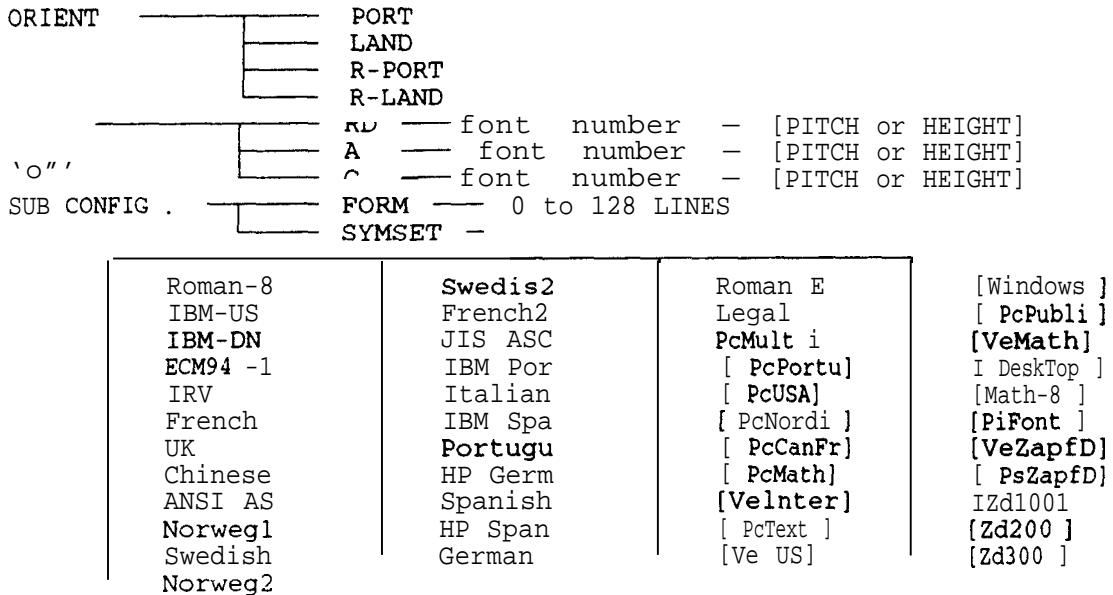 ORIENT PORT
LAND
R-PORT
R-LAND
font number — [PITCH or HEIGHT]
A font number — [PITCH or HEIGHT]
font number — [PITCH or HEIGHT]
SUB CONFIG . FORM 0 to 128 LINES
SYMSET —
Roman-8 Swedis2 Roman E [Windows ]
IBM-US French2 Legal [ PcPubli ]
IBM-DN JIS ASC PcMult i [VeMath]
ECM94 -1 IBM Por [ PcPortu] I DeskTop ]
IRV Italian [ PcUSA] [Math-8 ]
French IBM Spa [ PcNordi ] [PiFont ]
UK Portugu [ PcCanFr] [VeZapfD]
Chinese HP Germ [ PcMath] [ PsZapfD}
ANSI AS Spanish [Velnter] IZd1001
Norweg1 HP Span [ PcText ] [Zd200 ]
Swedish German [Ve US] [Zd300 ]
Norweg2